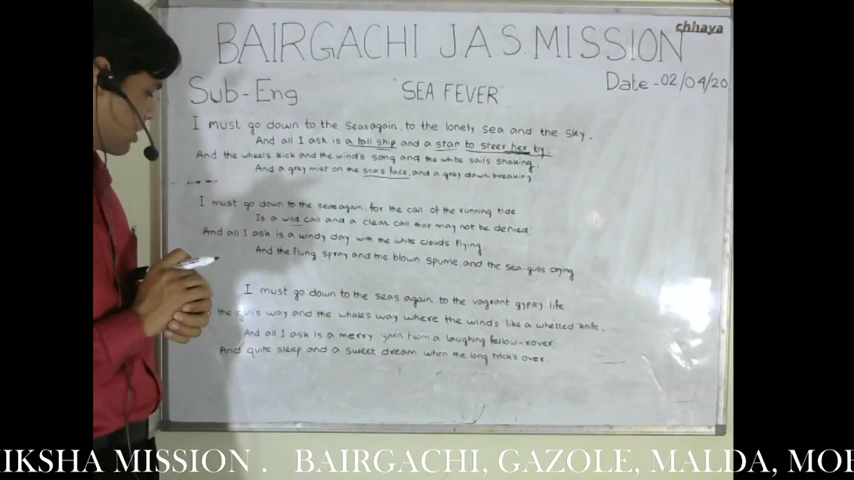 chhaya
BAIRGACHI J.A.S. MISSION
Sub-Eng
"SEA FEVER"
Date-02/04/20
I must go down to the seas again, to the lonely sea and the sky,
And all I ask is a tall ship and a star to steer her by,
And the wheels kick and the wind's song and the white sails shaking,
And a grey mist on the seas face, and a grey dawn breaking
I must go down to the seas again, for the call of the running tide
Is a wild call and a clear call that may not be denied
And all I ask is a windy day with the white clouds flying
And the flung spray and the blown spume, and the sea-gulls crying
I must go down to the seas again, to the vagrant gypsy life
the gull's way and the whale's way, where the wind's like a whetted knife,
And all I ask is a merry yarn from a laughing fellow-rover
And quite sleep and a sweet dream when the long trick's over
IKSHA MISSION . BAIRGACHI, GAZOLE, MALDA, MOB